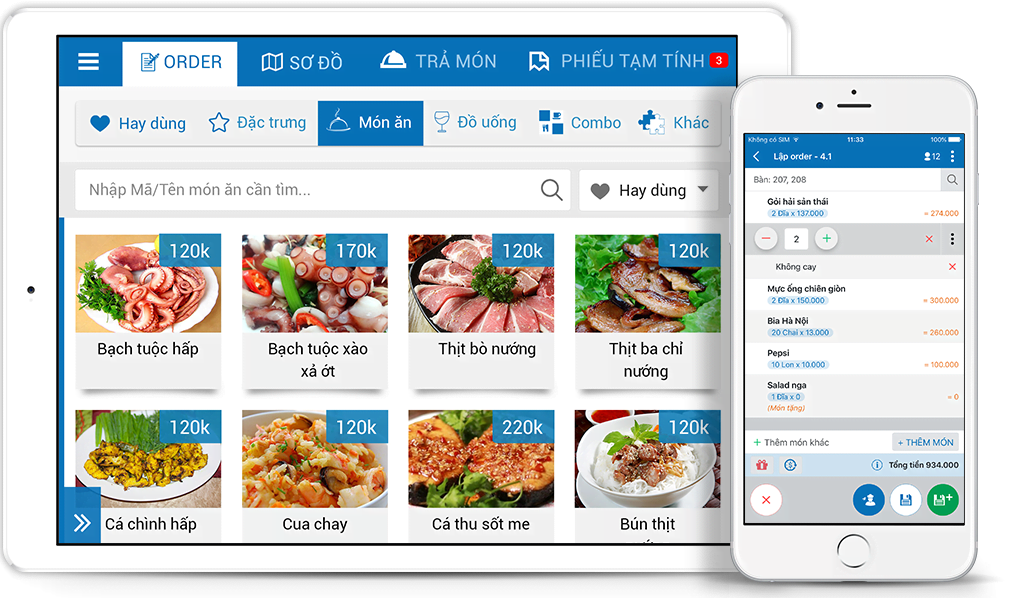 ORDER SƠ ĐỒ TRẢ MÓN PHIẾU TẠM TÍNH 3
Hay dùng Đặc trưng Món ăn Đồ uống Combo Khác
Nhập Mã/Tên món ăn cần tìm... Hay dùng
120k 170k 120k 120k
Bạch tuộc hấp Bạch tuộc xào Thịt bò nướng Thịt ba chỉ
xả ớt nướng
120k 120k 220k 120k
Cá chình hấp Cua chay Cá thu sốt me Bún thịt
Không có SIM 11:33 100%
Lập order - 4.1 12
Bàn: 207, 208
Gỏi hải sản thái
2 Đĩa x 137.000 = 274.000
2
Không cay
Mực ống chiên giòn
2 Đĩa x 150.000 = 300.000
Bia Hà Nội
20 Chai x 13.000 = 260.000
Pepsi
10 Lon x 10.000 = 100.000
Salad nga
1 Đĩa x 0 = 0
(Món tặng)
+ Thêm món khác + THÊM MÓN
Tổng tiền 934.000